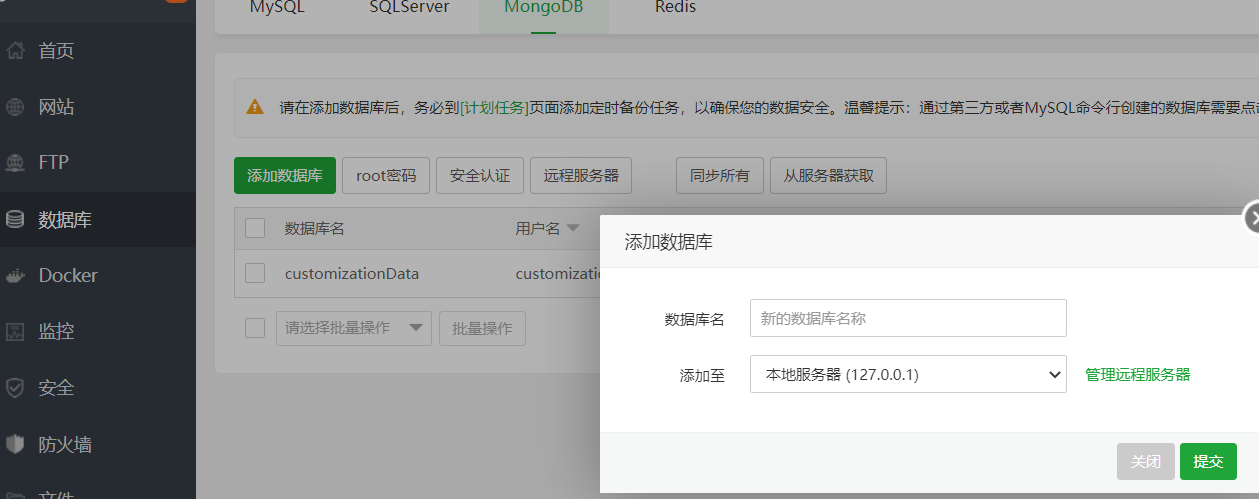 MySQL SQLServer MongoDB Redis
首页
网站
FTP
数据库
Docker
监控
安全
防火墙
文件
请在添加数据库后，务必到[计划任务]页面添加定时备份任务，以确保您的数据安全。温馨提示：通过第三方或者MySQL命令行创建的数据库需要点
添加数据库 root密码 安全认证 远程服务器 同步所有 从服务器获取
数据库名 用户名
customizationData customizatio
请选择批量操作 批量操作
添加数据库
数据库名 新的数据库名称
添加至 本地服务器 (127.0.0.1) 管理远程服务器
关闭 提交